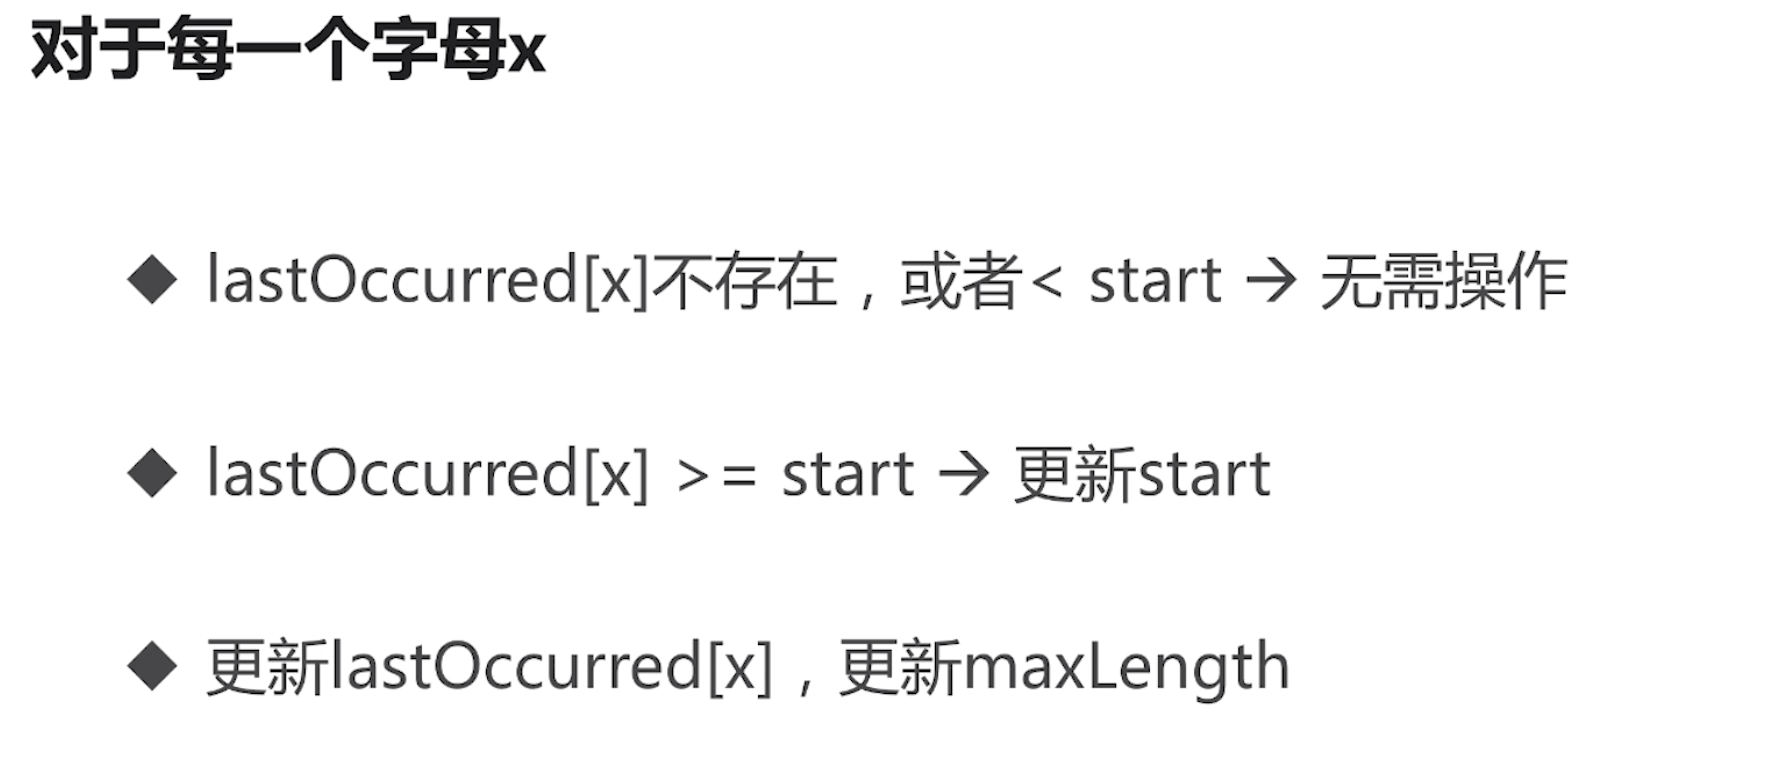 对于每一个字母x
◆ lastOccurred[x]不存在，或者< start → 无需操作
◆ lastOccurred[x] >= start → 更新start
◆ 更新lastOccurred[x]，更新maxLength